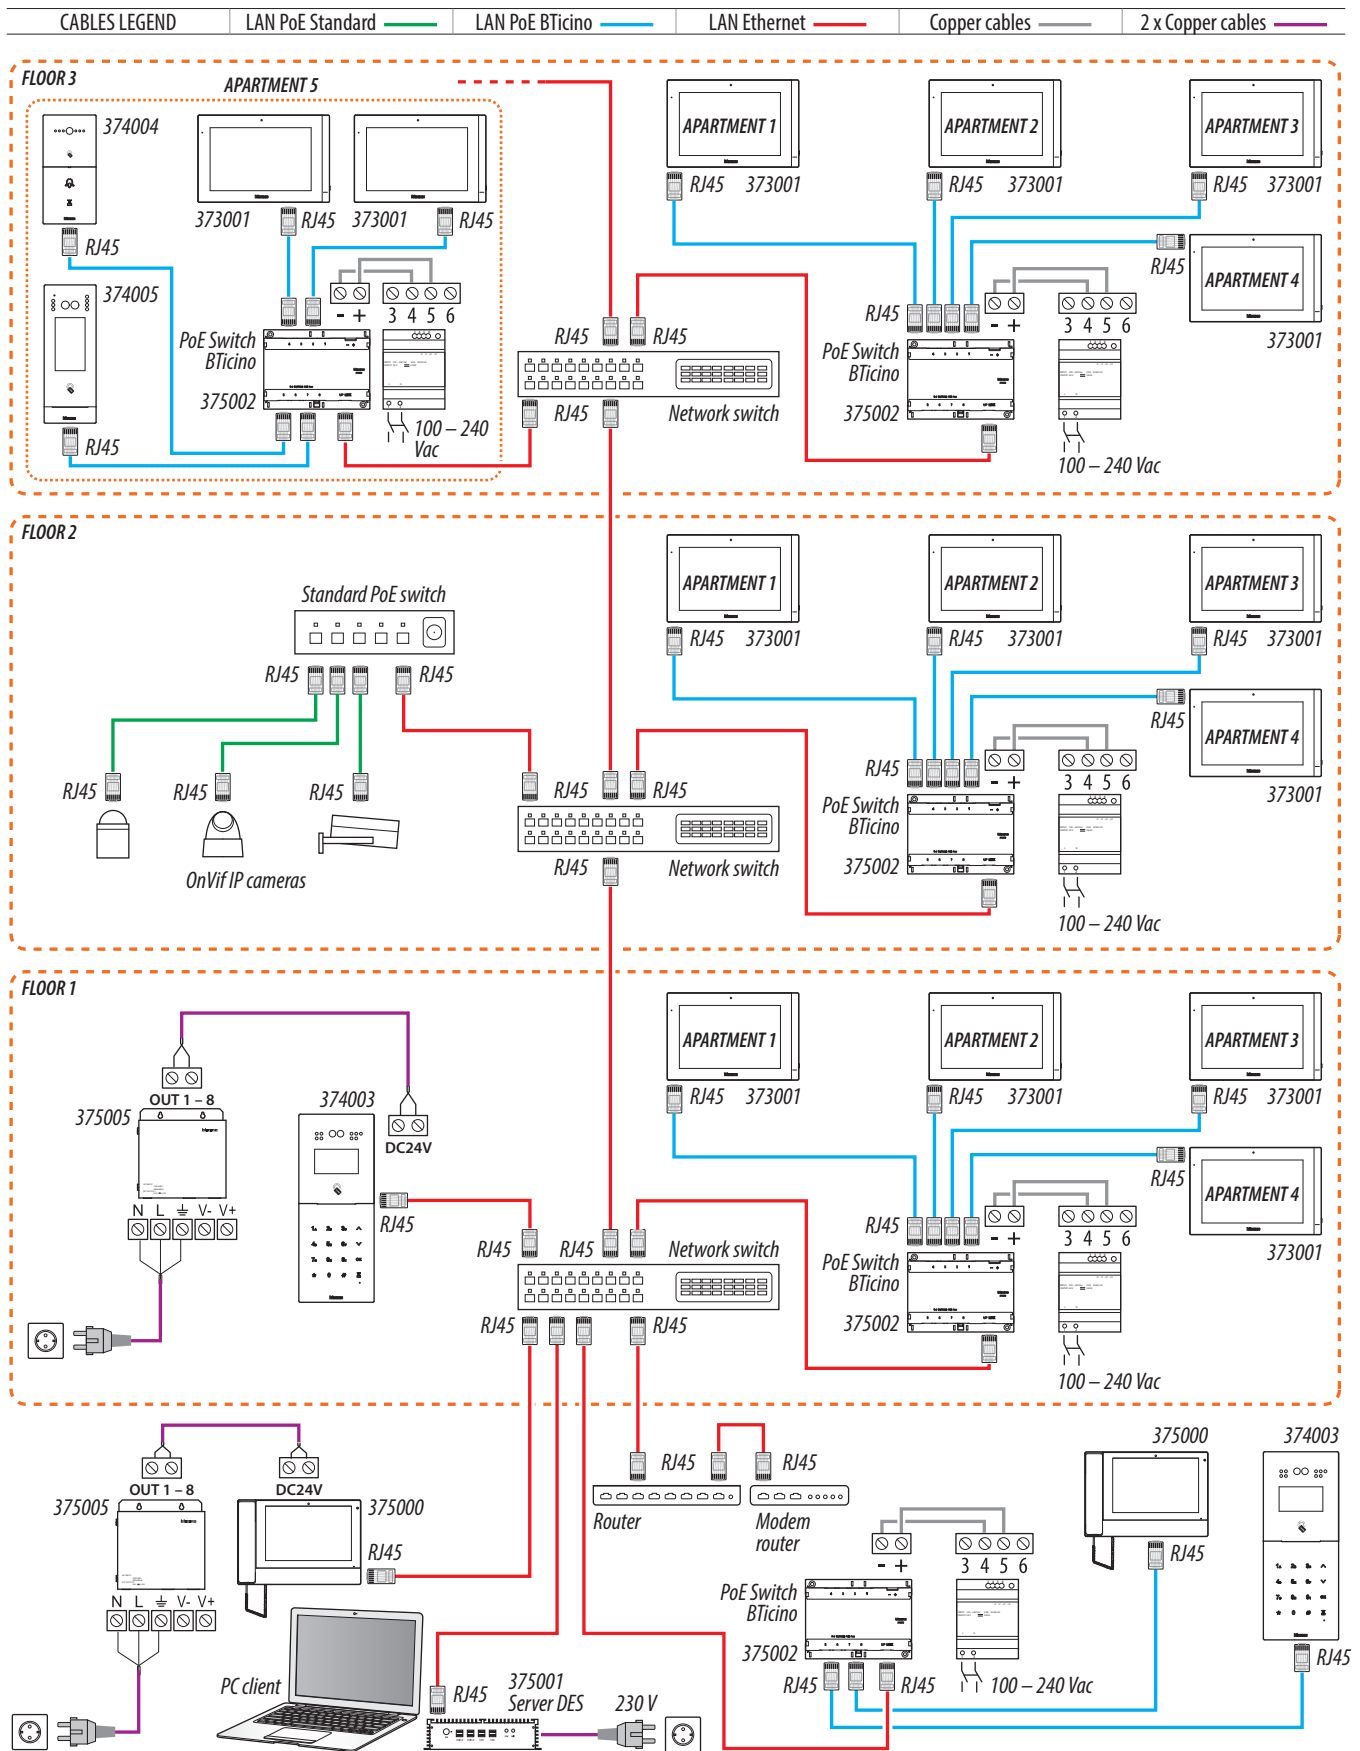 CABLES LEGEND LAN PoE Standard LAN PoE BTicino LAN Ethernet Copper cables 2 x Copper cables
FLOOR 3
APARTMENT 5
374004
373001 RJ45 373001 RJ45
RJ45
374005
RJ45
- + 3 4 5 6
PoE Switch
BTicino
375002
100 – 240
Vac
RJ45 RJ45
RJ45
Network switch
APARTMENT 1
RJ45 373001
APARTMENT 2
RJ45 373001
APARTMENT 3
RJ45 373001
APARTMENT 4
RJ45
373001
RJ45
- + 3 4 5 6
PoE Switch
BTicino
375002
100 – 240 Vac
FLOOR 2
Standard PoE switch
RJ45 RJ45
RJ45 RJ45 RJ45
OnVif IP cameras
RJ45 RJ45
RJ45
Network switch
APARTMENT 1
RJ45 373001
APARTMENT 2
RJ45 373001
APARTMENT 3
RJ45 373001
APARTMENT 4
RJ45
373001
RJ45
- + 3 4 5 6
PoE Switch
BTicino
375002
100 – 240 Vac
FLOOR 1
OUT 1 – 8
375005
374003
DC24V
N L V- V+
RJ45
RJ45 RJ45
Network switch
RJ45 RJ45
APARTMENT 1
RJ45 373001
APARTMENT 2
RJ45 373001
APARTMENT 3
RJ45 373001
APARTMENT 4
RJ45
373001
RJ45
- + 3 4 5 6
PoE Switch
BTicino
375002
100 – 240 Vac
OUT 1 – 8 DC24V
375005 375000
RJ45
N L V- V+
PC client
RJ45
375001
Server DES
230 V
RJ45 RJ45
Router
Modem
router
- + 3 4 5 6
PoE Switch
BTicino
375002
RJ45 RJ45
100 – 240 Vac
375000
RJ45
374003
RJ45